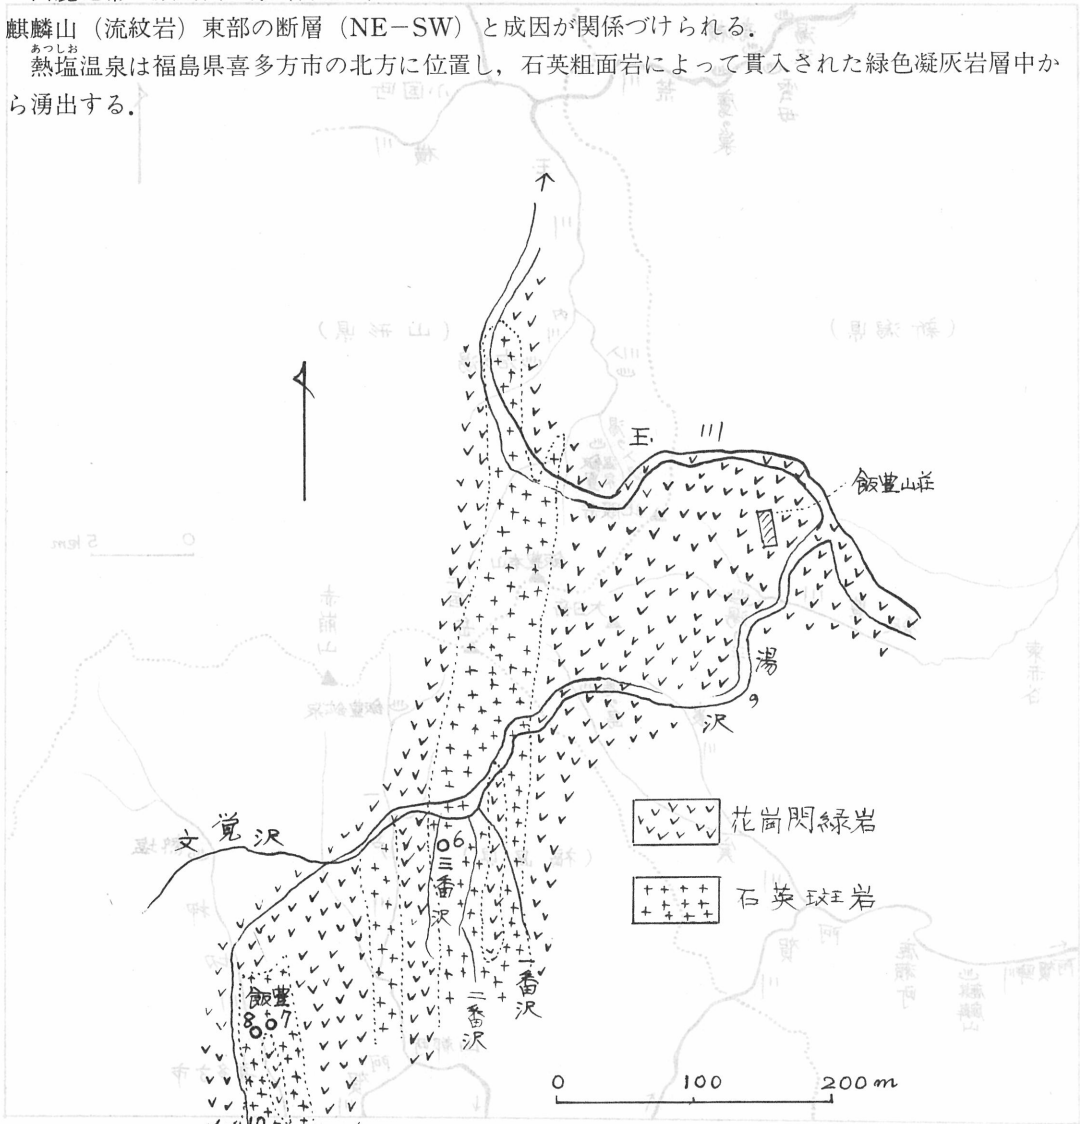 麒麟山（流紋岩）東部の断層（NE－SW）と成因が関係づけられる．
あつしお
熱塩温泉は福島県喜多方市の北方に位置し，石英粗面岩によって貫入された緑色凝灰岩層中か
ら湧出する．
玉川
飯豊山荘
湯
沢
文覚沢
6
三番沢
花崗閃緑岩
石英斑岩
一番沢
二番沢
飯豊
8 7
0 100 200m